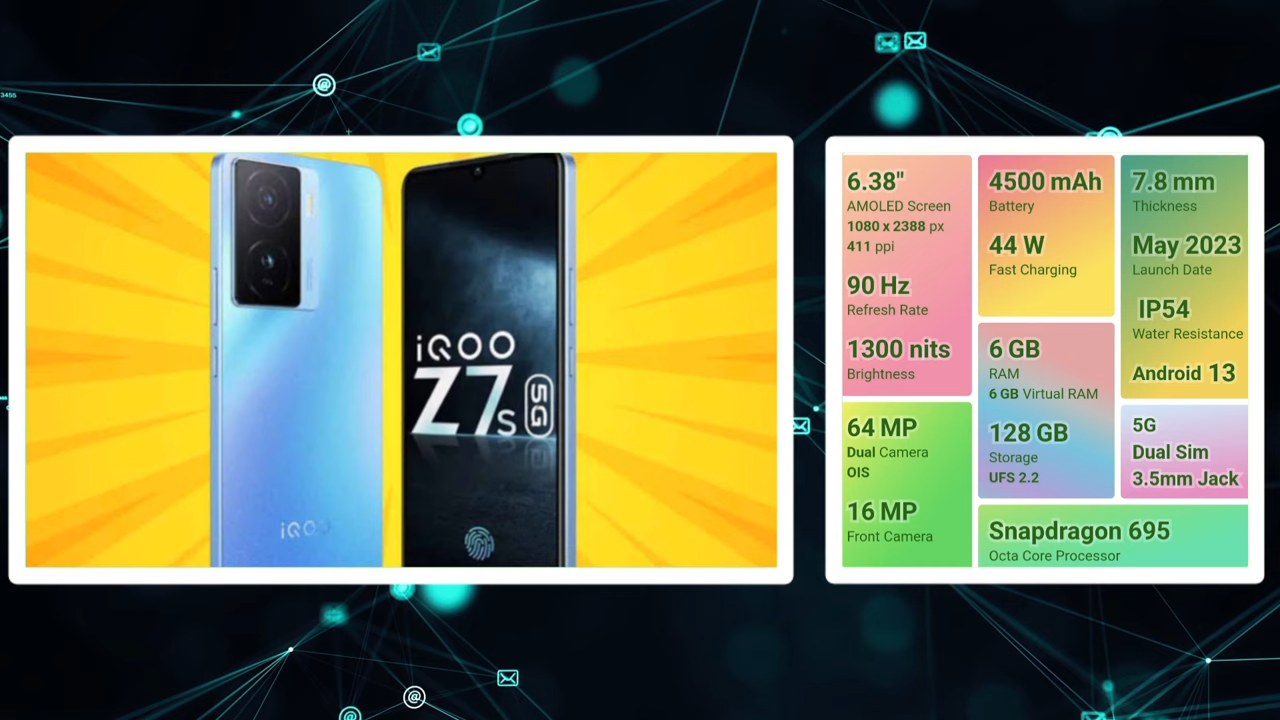 3455
iQOO
iQOO
Z7s 5G
6.38"
AMOLED Screen
1080 x 2388 px
411 ppi
90 Hz
Refresh Rate
1300 nits
Brightness
64 MP
Dual Camera
OIS
16 MP
Front Camera
4500 mAh
Battery
44 W
Fast Charging
6 GB
RAM
6 GB Virtual RAM
128 GB
Storage
UFS 2.2
7.8 mm
Thickness
May 2023
Launch Date
IP54
Water Resistance
Android 13
5G
Dual Sim
3.5mm Jack
Snapdragon 695
Octa Core Processor